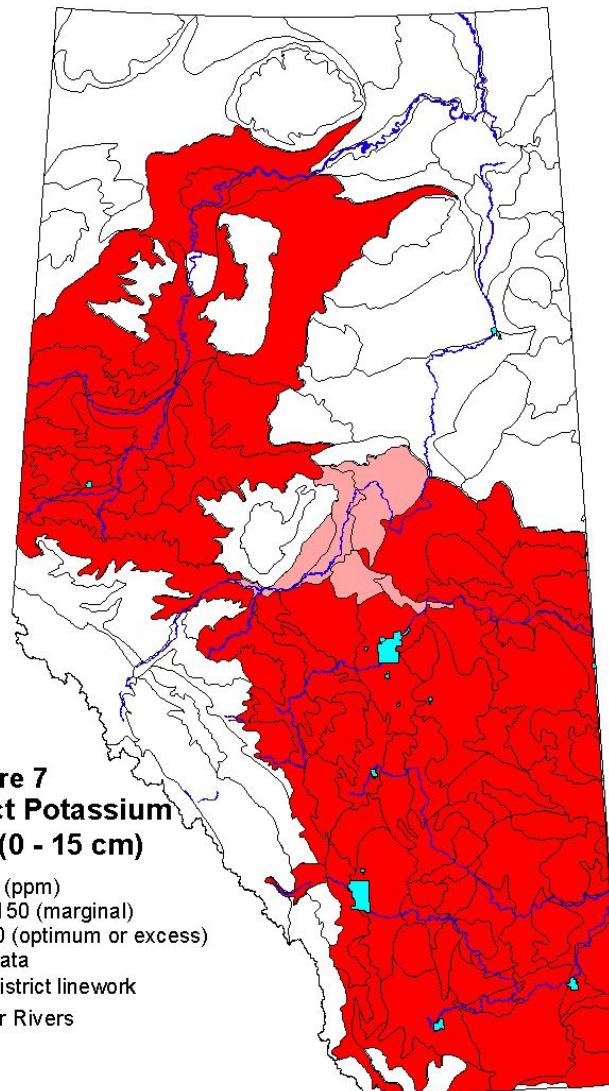 re 7
ct Potassium
(0 - 15 cm)
(ppm)
150 (marginal)
0 (optimum or excess)
ata
istrict linework
r Rivers